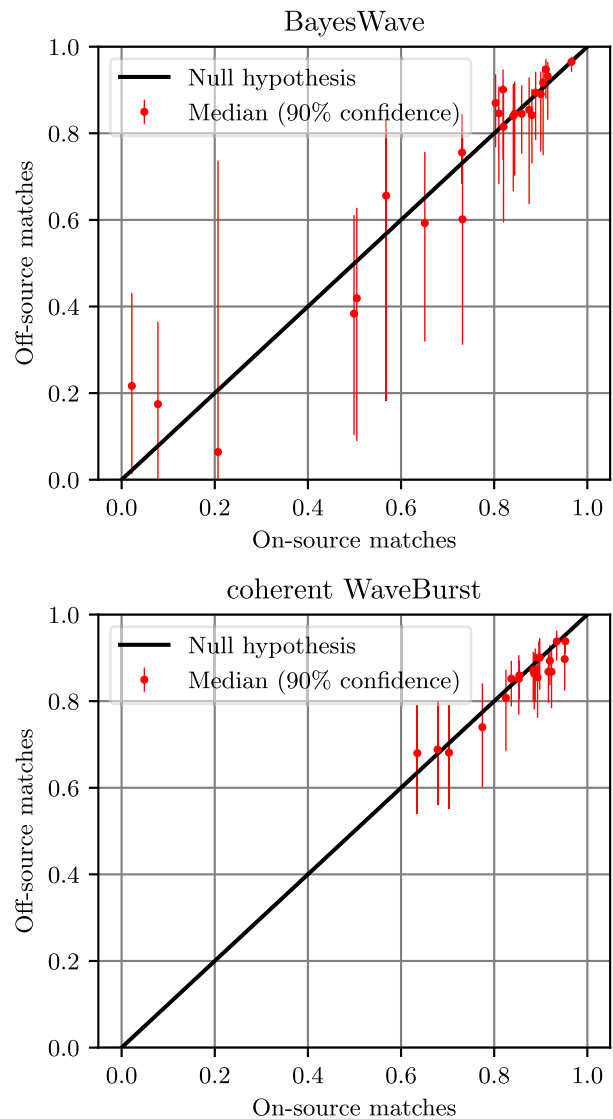 BayesWave
Null hypothesis
Median (90% confidence)
Off-source matches
1.0
0.8
0.6
0.4
0.2
0.0
0.0 0.2 0.4 0.6 0.8 1.0
On-source matches
coherent WaveBurst
Null hypothesis
Median (90% confidence)
Off-source matches
1.0
0.8
0.6
0.4
0.2
0.0
0.0 0.2 0.4 0.6 0.8 1.0
On-source matches